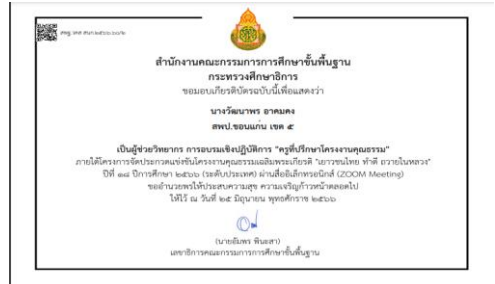 สำนักงานคณะกรรมการการศึกษาขั้นพื้นฐาน
กระทรวงศึกษาธิการ
ขอมอบเกียรติบัตรฉบับนี้เพื่อแสดงว่า
นางวัฒนาพร อาคมคง
สพป.ขอนแก่น เขต ๕
เป็นผู้ช่วยวิทยากร การอบรมเชิงปฏิบัติการ "ครูที่ปรึกษาโครงงานคุณธรรม"
ภายใต้โครงการจัดประกวดแข่งขันโครงงานคุณธรรมเฉลิมพระเกียรติ "เยาวชนไทย ทำดี ถวายในหลวง"
ปีที่ ๑๘ ปีการศึกษา ๒๕๖๖ (ระดับประเทศ) ผ่านสื่ออิเล็กทรอนิกส์ (ZOOM Meeting)
ขออำนวยพรให้ประสบความสุข ความเจริญก้าวหน้าตลอดไป
ให้ไว้ ณ วันที่ ๒๕ มิถุนายน พุทธศักราช ๒๕๖๖
(นายอัมพร พินะสา)
เลขาธิการคณะกรรมการการศึกษาขั้นพื้นฐาน